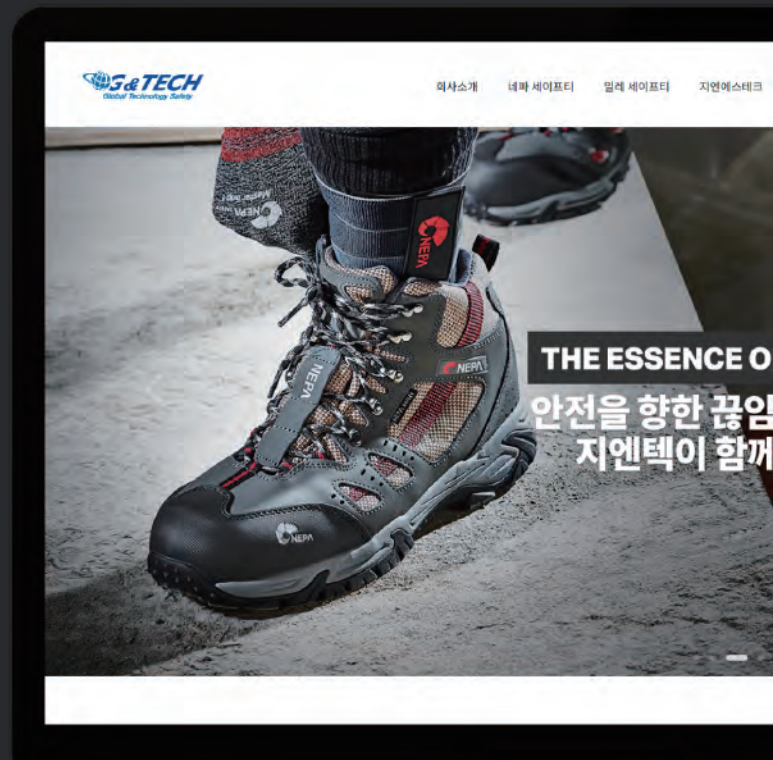 G&TECH
Global Technology Safety
회사소개 네파 세이프티 밀레 세이프티 지엔에스테크
NEPA
NEPA
NEPA
NEPA
NEPA
THE ESSENCE O
안전을 향한 끊임
지엔텍이 함께